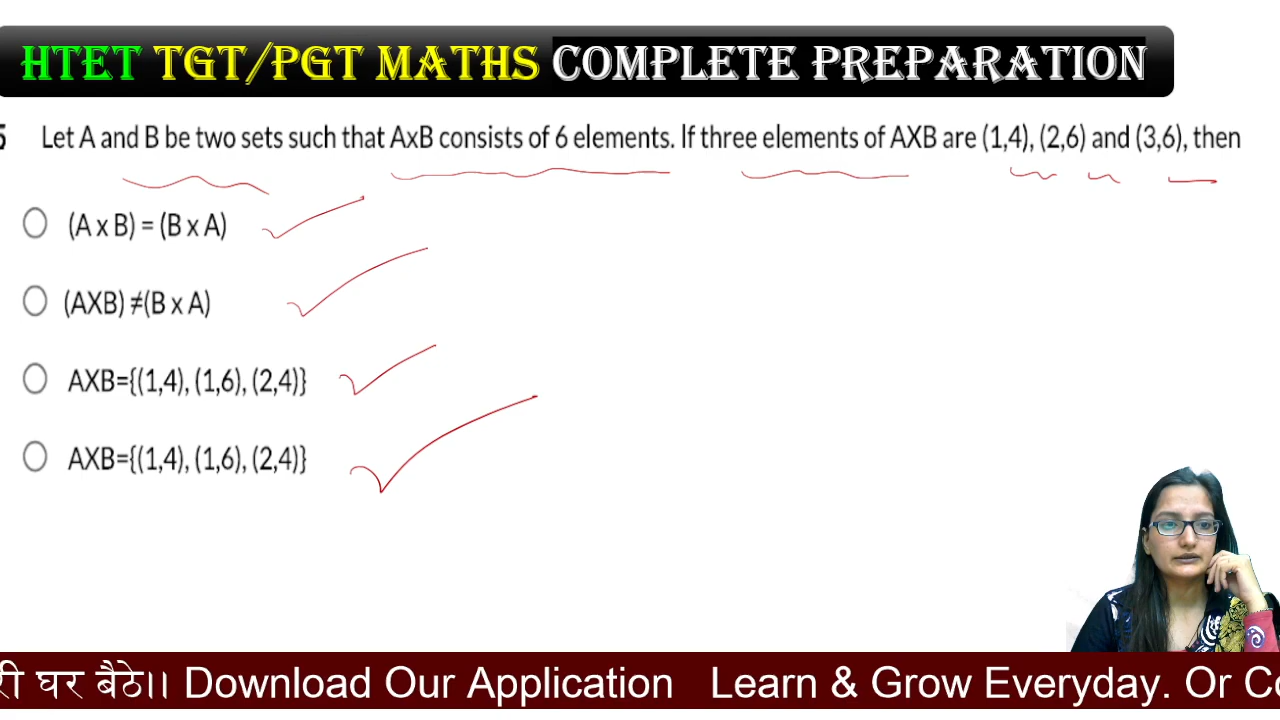 HTET TGT/PGT MATHS COMPLETE PREPARATION
5 Let A and B be two sets such that AxB consists of 6 elements. If three elements of AXB are (1,4), (2,6) and (3,6), then
(A x B) = (B x A)
(AXB) ≠(B x A)
AXB={(1,4), (1,6), (2,4)}
AXB={(1,4), (1,6), (2,4)}
री घर बैठे।। Download Our Application Learn & Grow Everyday. Or Co